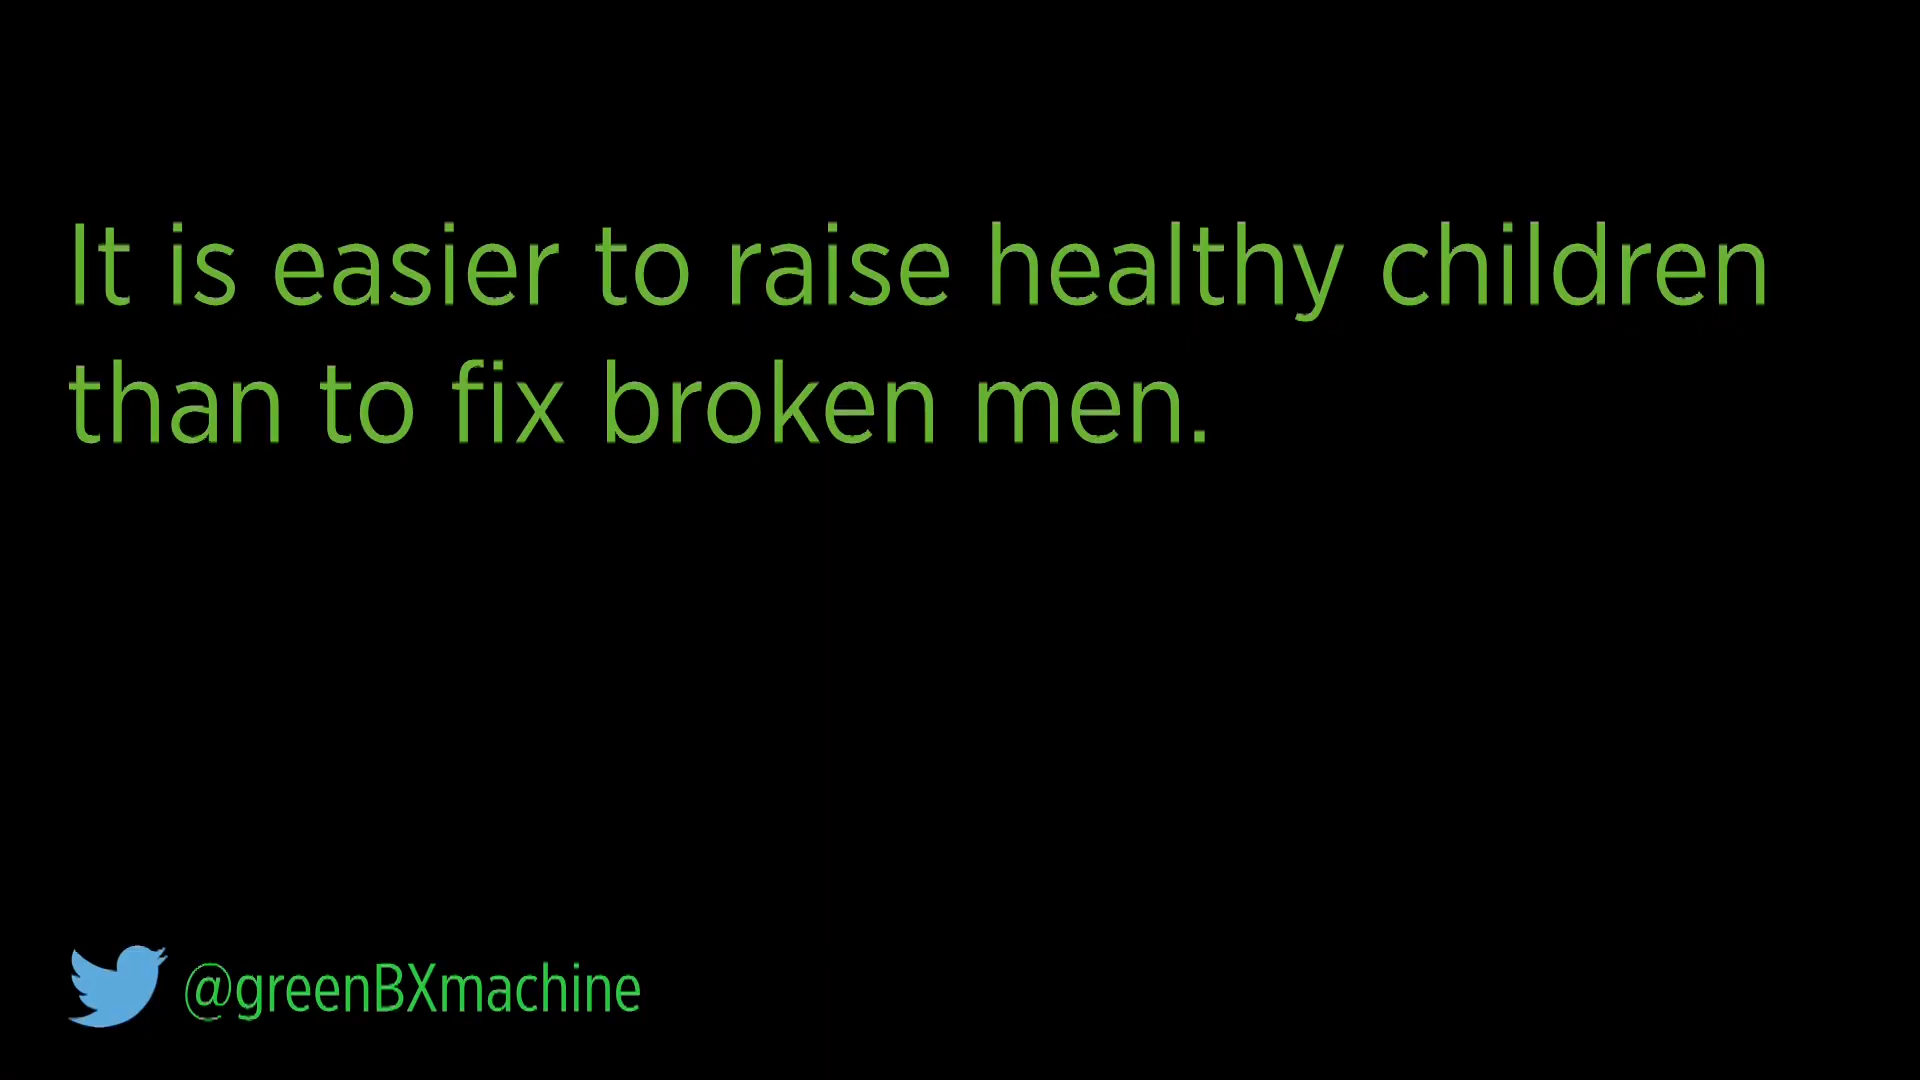 It is easier to raise healthy children
than to fix broken men.
@greenBXmachine